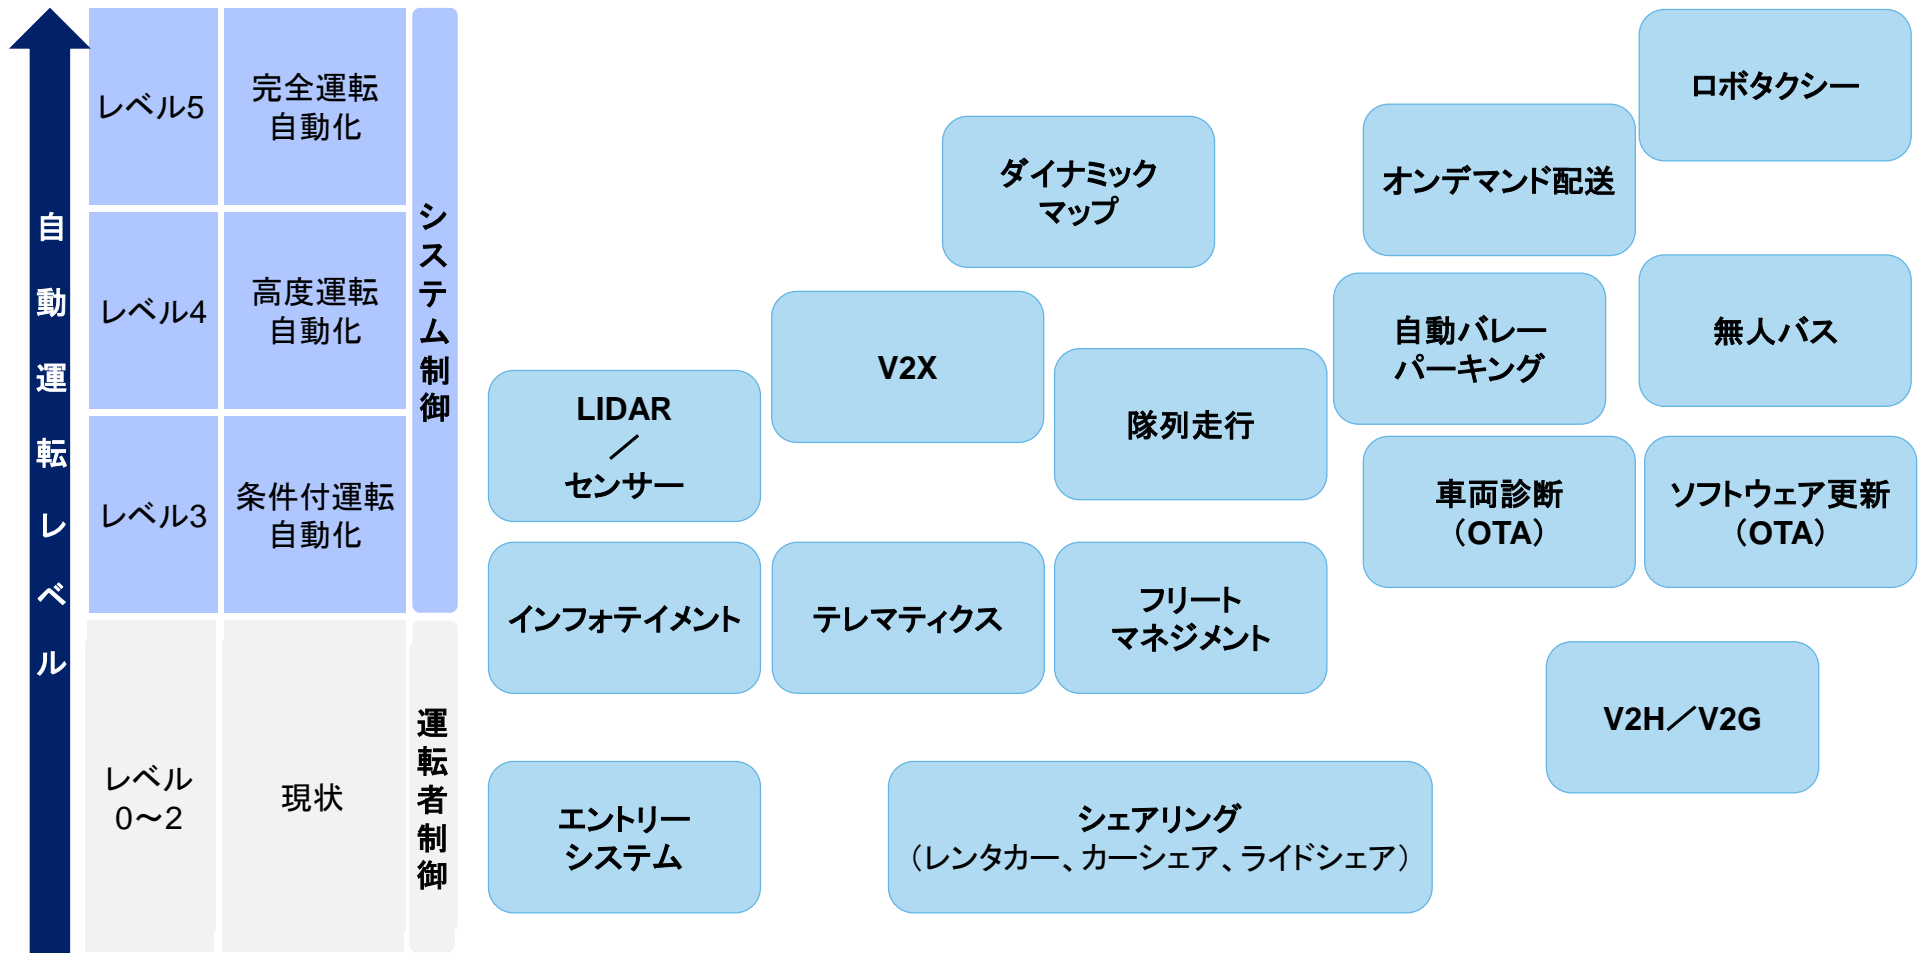 自動運転レベル
レベル5
完全運転
自動化
レベル4
高度運転
自動化
レベル3
条件付運転
自動化
システム制御
レベル
0～2
現状
運転者制御
ロボタクシー
オンデマンド配送
ダイナミック
マップ
無人バス
自動バレー
パーキング
V2X
隊列走行
LIDAR
／
センサー
車両診断
（OTA）
ソフトウェア更新
（OTA）
インフォテイメント
テレマティクス
フリート
マネジメント
V2H／V2G
エントリー
システム
シェアリング
（レンタカー、カーシェア、ライドシェア）